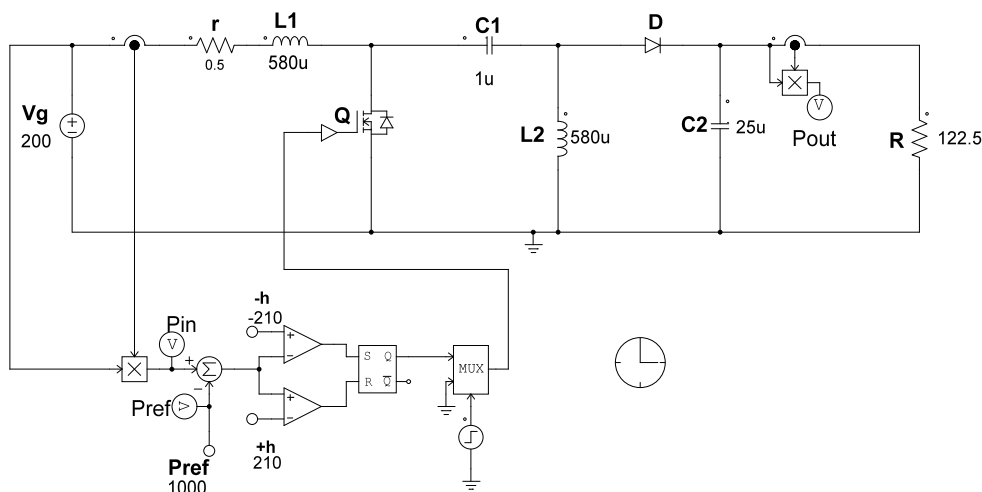 r
0.5
L1
580u
C1
1u
D
Vg
200
Q
L2
580u
C2
25u
V
Pout
R
122.5
-h
-210
Pin
V
Pref
V
Pref
1000
+h
210
S Q
R Q̅
MUX